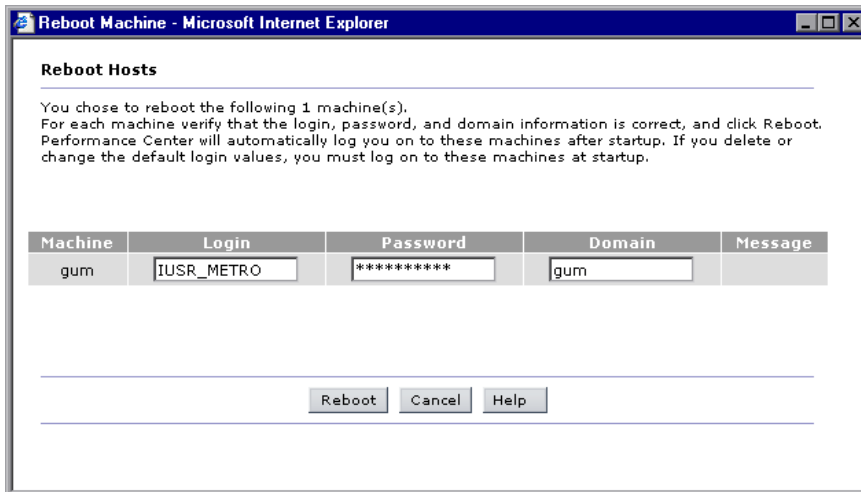 Reboot Machine - Microsoft Internet Explorer
Reboot Hosts
You chose to reboot the following 1 machine(s).
For each machine verify that the login, password, and domain information is correct, and click Reboot.
Performance Center will automatically log you on to these machines after startup. If you delete or
change the default login values, you must log on to these machines at startup.
Machine Login Password Domain Message
gum IUSR_METRO ********** gum
Reboot Cancel Help